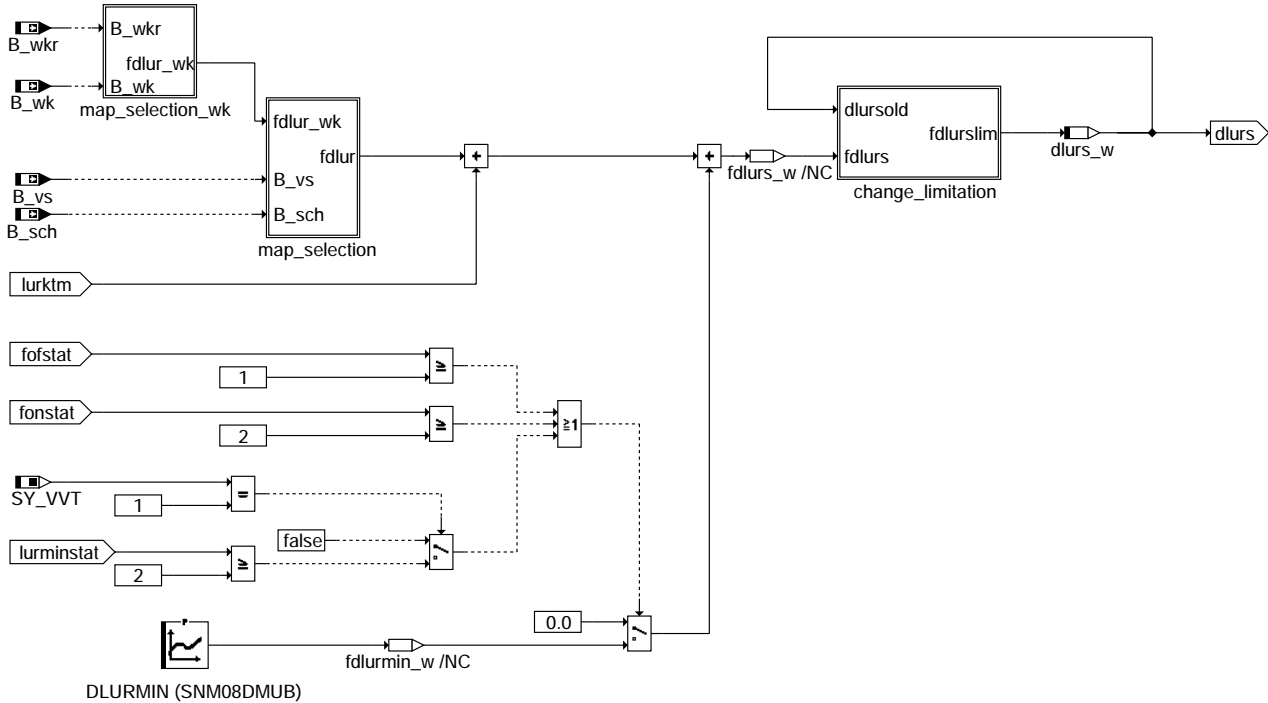 B_wkr
B_wkr
fdlur_wk
B_wk
B_wk
map_selection_wk
fdlur_wk
fdlur
B_vs
B_vs
B_sch
B_sch
map_selection
+
+
fdlurs_w /NC
dlursold
fdlurslim
fdlurs
change_limitation
dlurs_w
dlurs
lurktm
fofstat
1
≥
fonstat
2
≥
≥1
SY_VVT
1
=
false
lurminstat
2
≥
0.0
P
fdlurmin_w /NC
DLURMIN (SNM08DMUB)